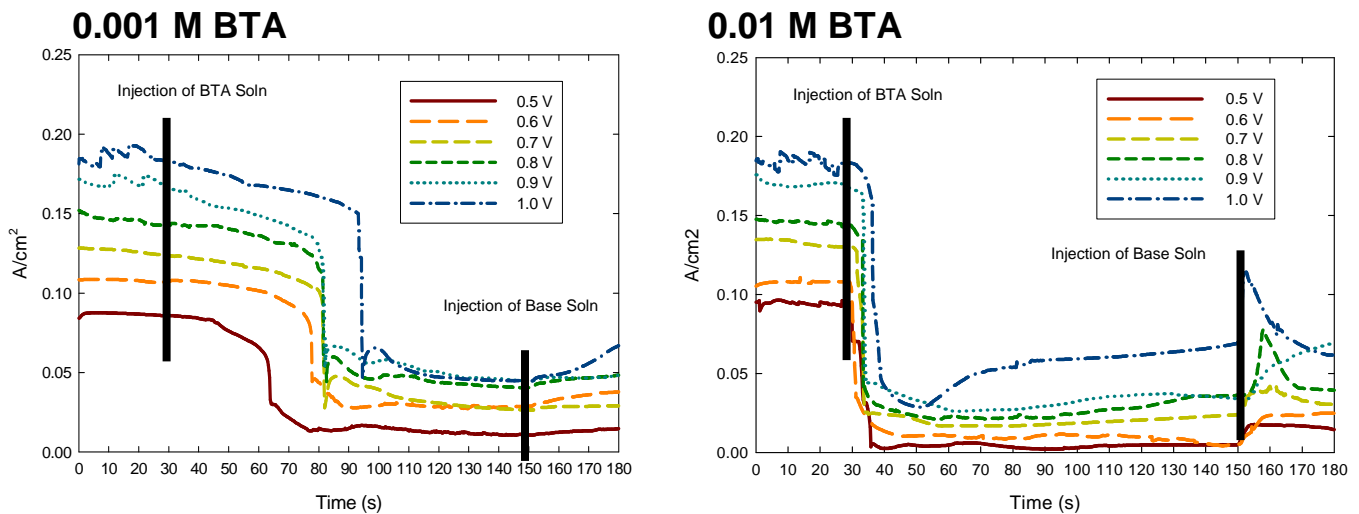 0.001 M BTA
0.25
0.20
0.15
0.10
0.05
0.00
A/cm²
Injection of BTA Soln
0.5 V
0.6 V
0.7 V
0.8 V
0.9 V
1.0 V
Injection of Base Soln
0 10 20 30 40 50 60 70 80 90 100 110 120 130 140 150 160 170 180
Time (s)
0.01 M BTA
0.25
0.20
0.15
0.10
0.05
0.00
A/cm2
Injection of BTA Soln
0.5 V
0.6 V
0.7 V
0.8 V
0.9 V
1.0 V
Injection of Base Soln
0 10 20 30 40 50 60 70 80 90 100 110 120 130 140 150 160 170 180
Time (s)